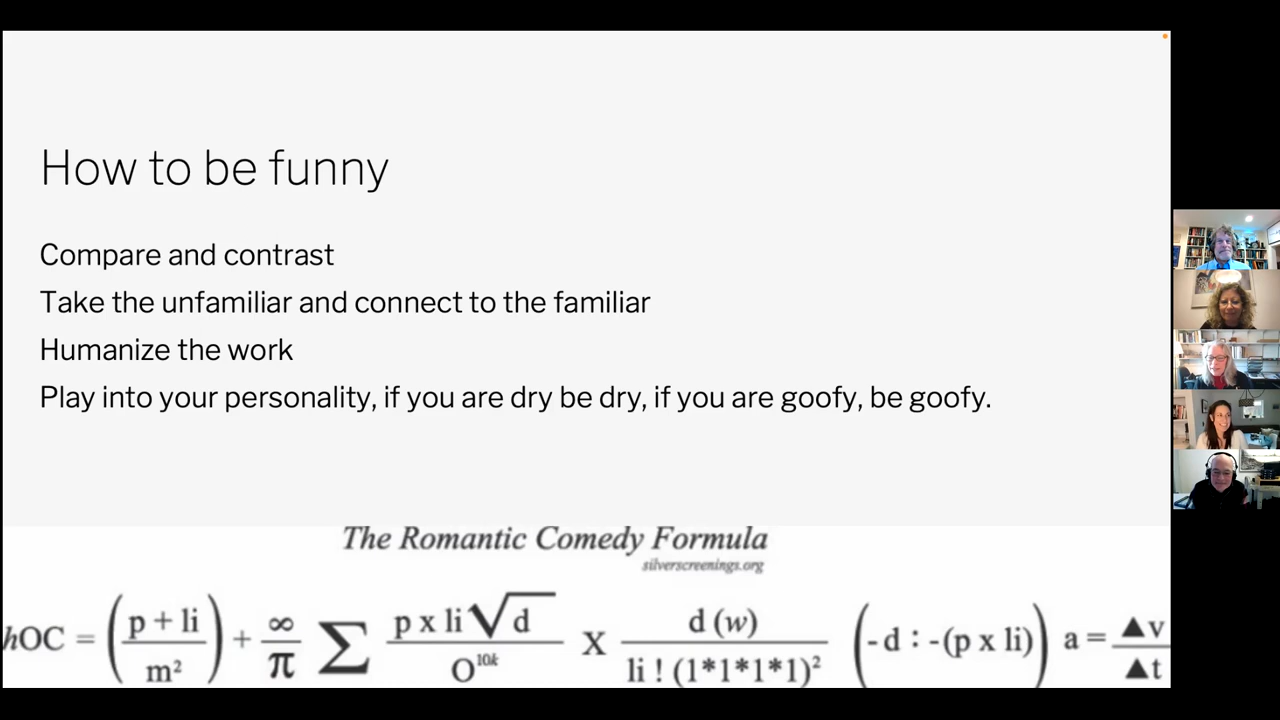 How to be funny
Compare and contrast
Take the unfamiliar and connect to the familiar
Humanize the work
Play into your personality, if you are dry be dry, if you are goofy, be goofy.
The Romantic Comedy Formula
silverscreenings.org
hOC = (p + li / m²) + ∞/π ∑ p x li √d / O¹⁰ᵏ X d (w) / li ! (1*1*1*1)² (-d : -(p x li)) a = ▲v / ▲t